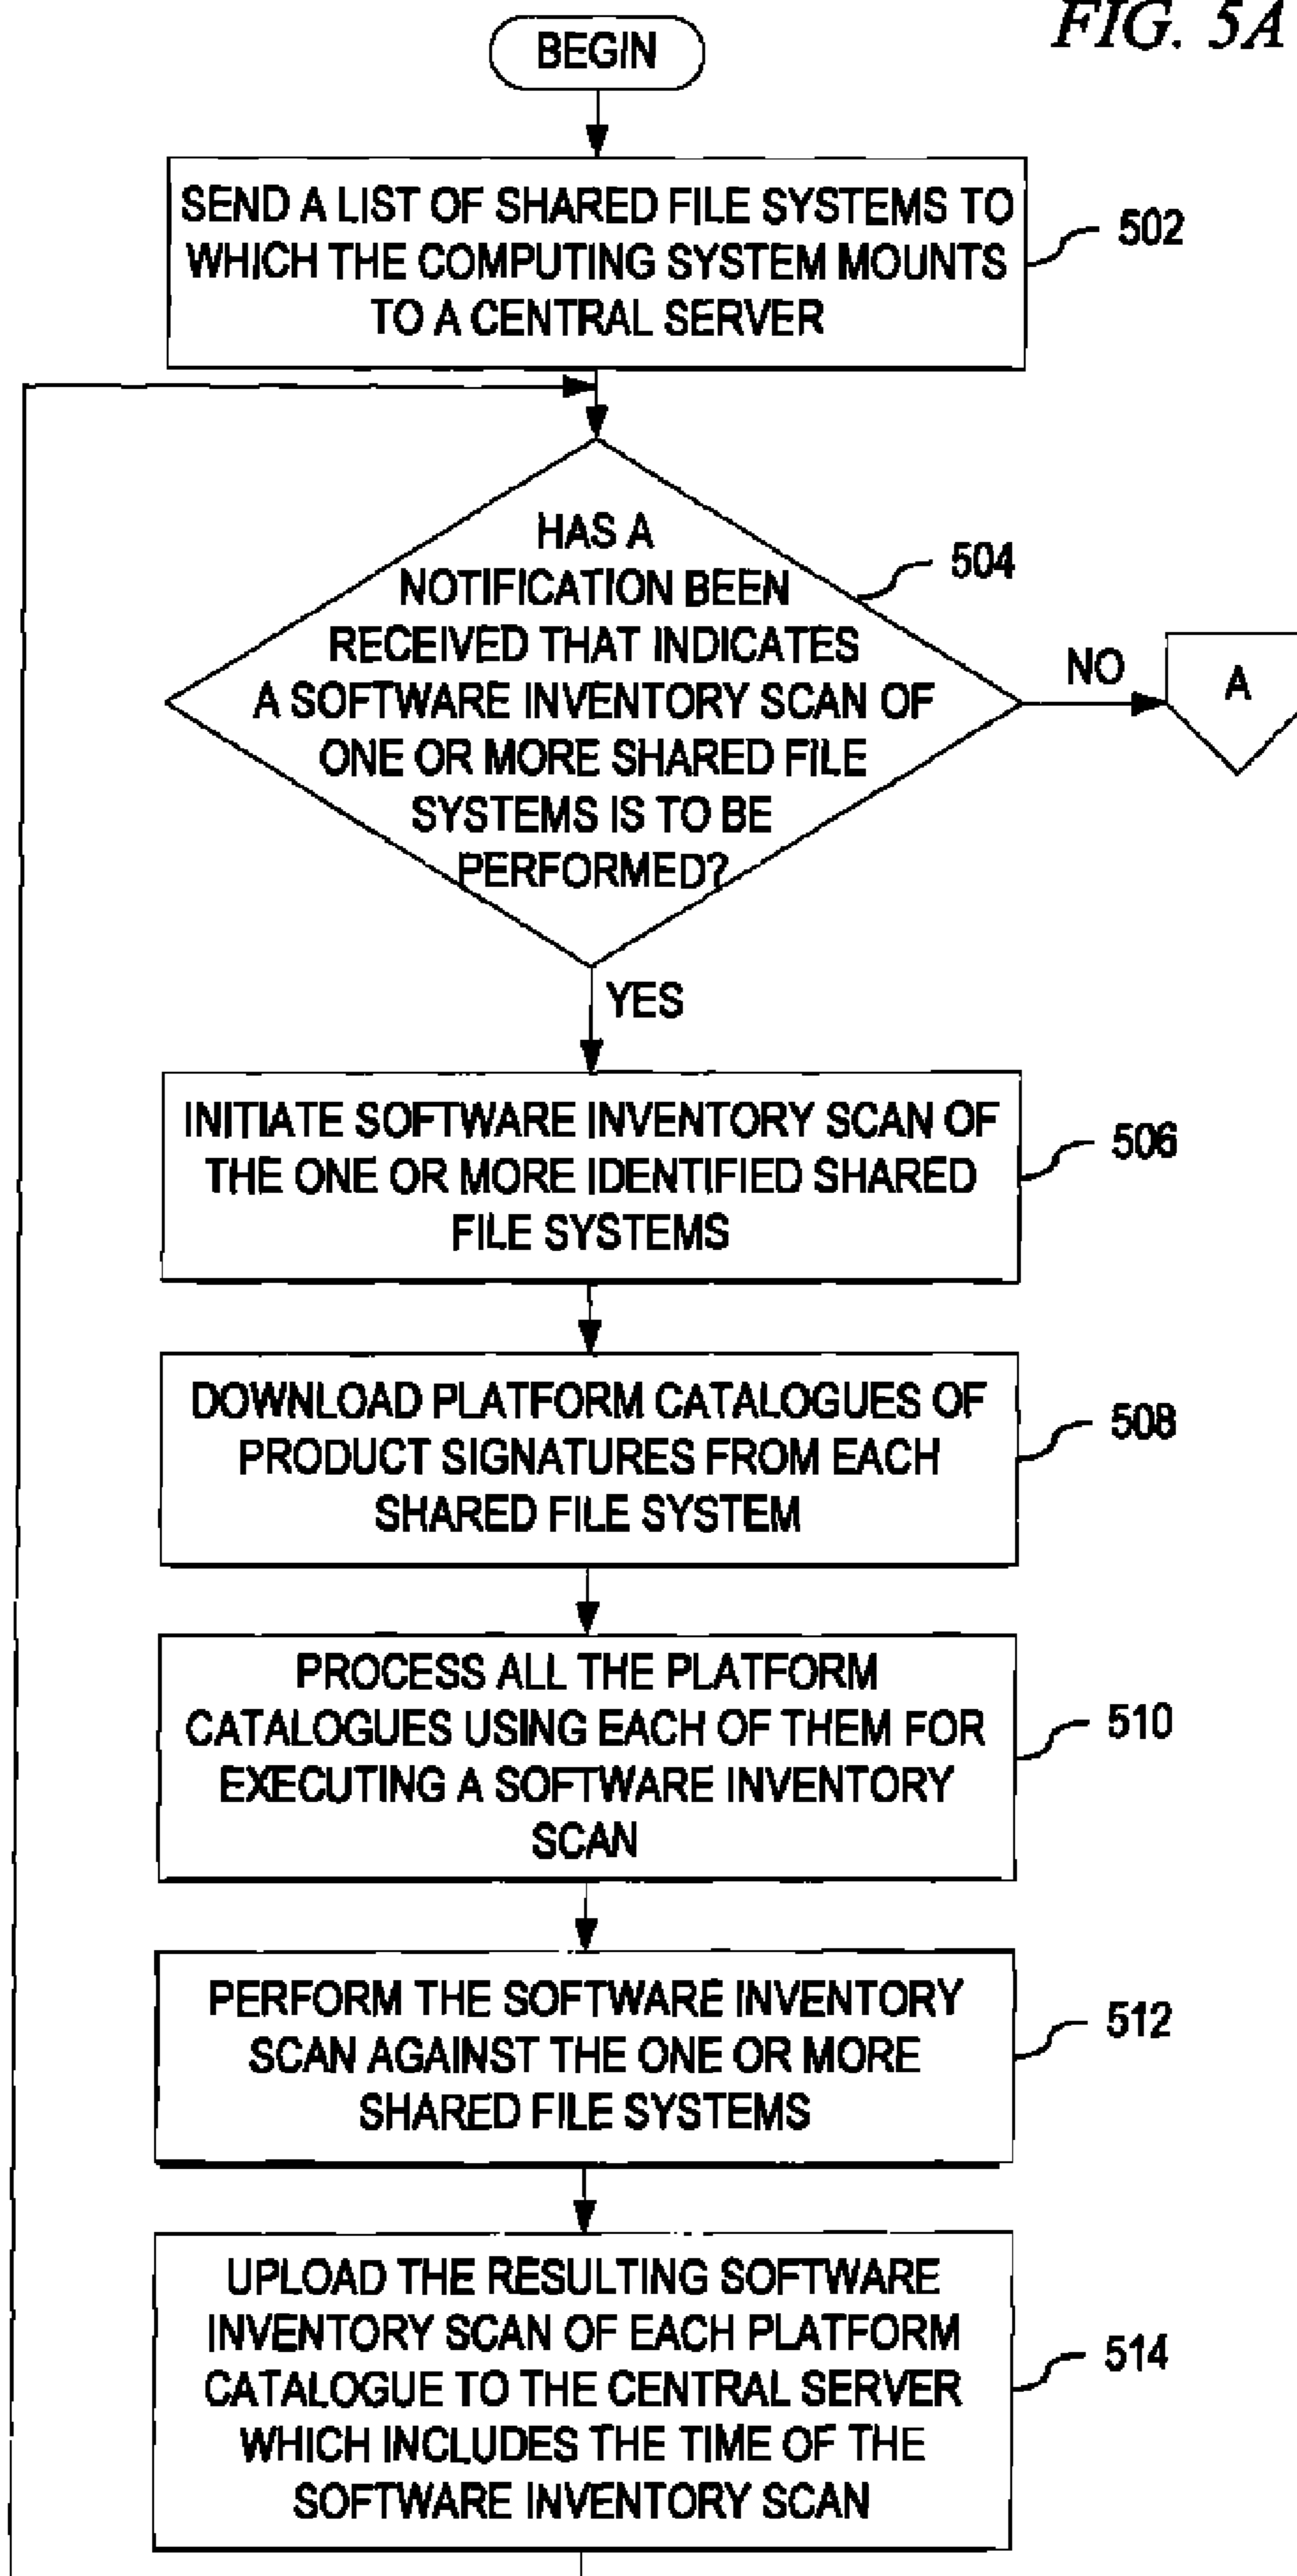 FIG. 5A
BEGIN
SEND A LIST OF SHARED FILE SYSTEMS TO
WHICH THE COMPUTING SYSTEM MOUNTS
TO A CENTRAL SERVER
502
HAS A
NOTIFICATION BEEN
RECEIVED THAT INDICATES
A SOFTWARE INVENTORY SCAN OF
ONE OR MORE SHARED FILE
SYSTEMS IS TO BE
PERFORMED?
504
NO
A
YES
INITIATE SOFTWARE INVENTORY SCAN OF
THE ONE OR MORE IDENTIFIED SHARED
FILE SYSTEMS
506
DOWNLOAD PLATFORM CATALOGUES OF
PRODUCT SIGNATURES FROM EACH
SHARED FILE SYSTEM
508
PROCESS ALL THE PLATFORM
CATALOGUES USING EACH OF THEM FOR
EXECUTING A SOFTWARE INVENTORY
SCAN
510
PERFORM THE SOFTWARE INVENTORY
SCAN AGAINST THE ONE OR MORE
SHARED FILE SYSTEMS
512
UPLOAD THE RESULTING SOFTWARE
INVENTORY SCAN OF EACH PLATFORM
CATALOGUE TO THE CENTRAL SERVER
WHICH INCLUDES THE TIME OF THE
SOFTWARE INVENTORY SCAN
514